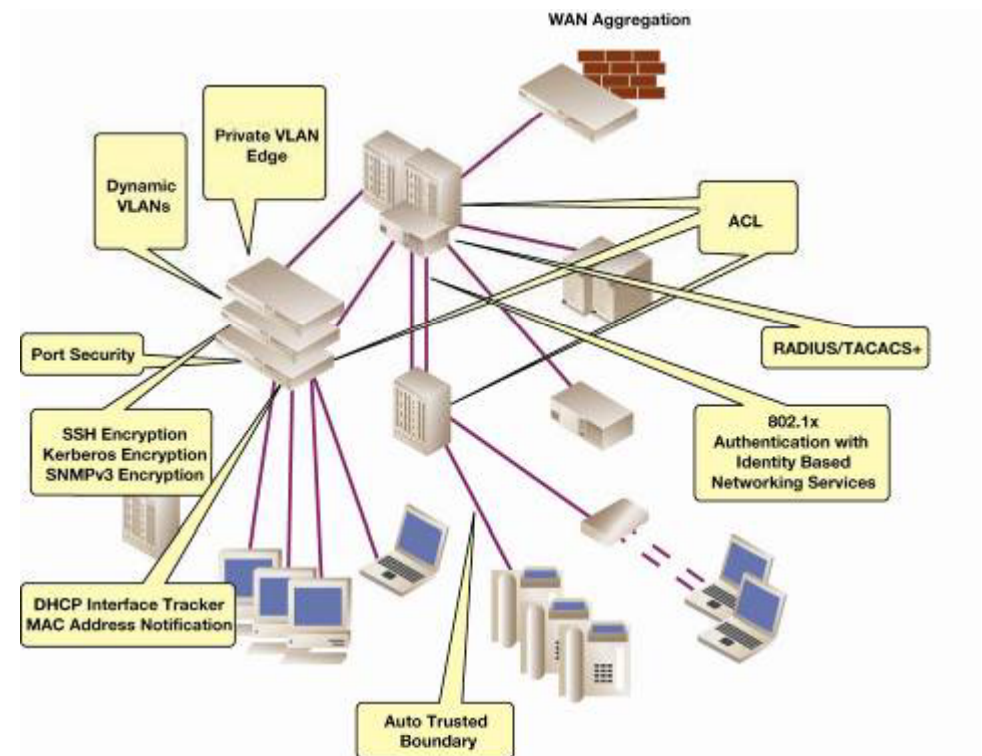 WAN Aggregation
Private VLAN
Edge
Dynamic
VLANs
ACL
Port Security
RADIUS/TACACS+
SSH Encryption
Kerberos Encryption
SNMPv3 Encryption
802.1x
Authentication with
Identity Based
Networking Services
DHCP Interface Tracker
MAC Address Notification
Auto Trusted
Boundary